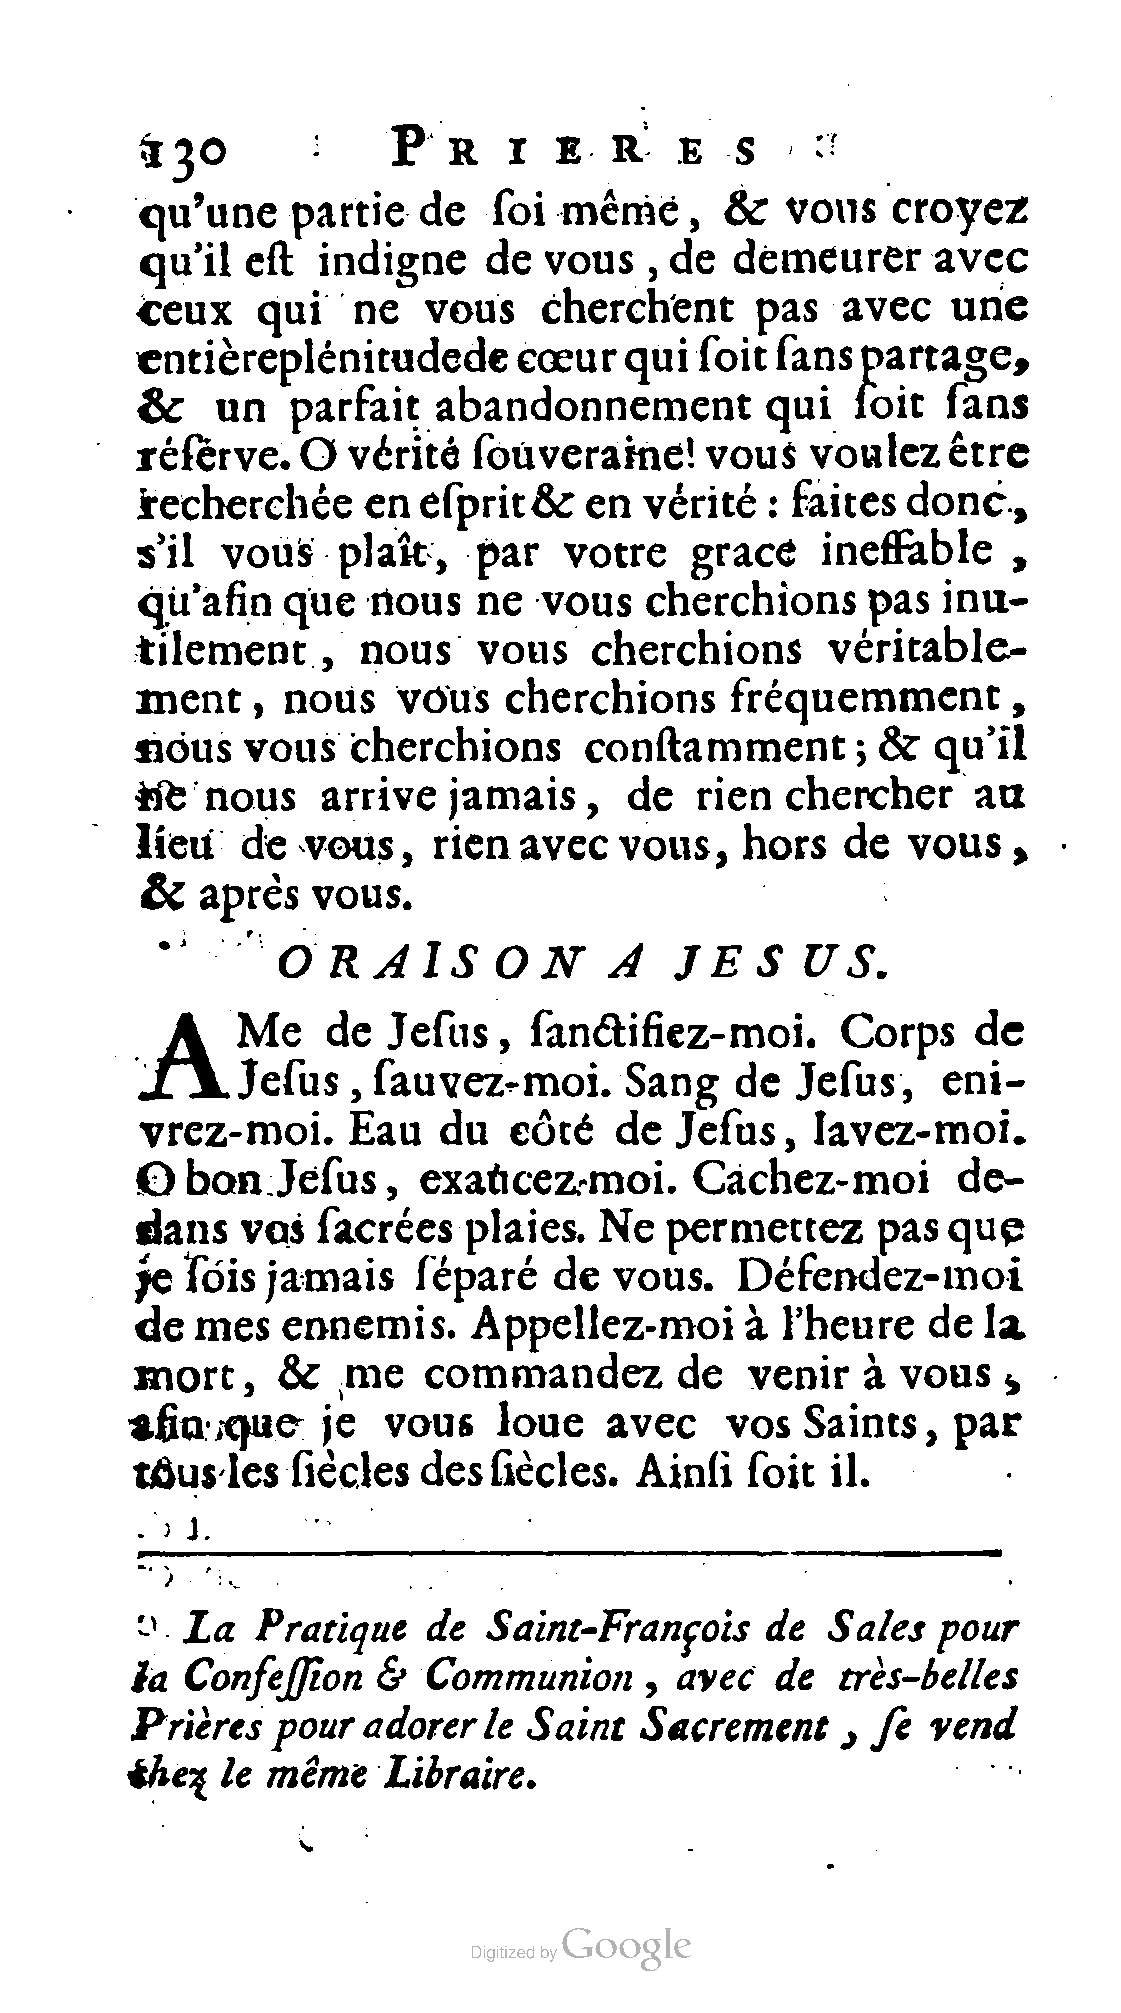 130 PRIERES
qu'une partie de ſoi même, & vous croyez
qu'il eſt indigne de vous, de demeurer avec
ceux qui ne vous cherchent pas avec une
entièreplénitudede cœur qui ſoit ſans partage,
& un parfait abandonnement qui ſoit ſans
réſerve. O vérité ſouveraine! vous voulez être
recherchée en eſprit & en vérité : faites donc,
s'il vous plaît, par votre grace ineffable,
qu'afin que nous ne vous cherchions pas inu-
tilement, nous vous cherchions véritable-
ment, nous vous cherchions fréquemment,
nous vous cherchions conſtamment; & qu'il
ne nous arrive jamais, de rien chercher au
lieu de vous, rien avec vous, hors de vous,
& après vous.
ORAISON A JESUS.
AMe de Jeſus, ſanctifiez-moi. Corps de
Jeſus, ſauvez-moi. Sang de Jeſus, eni-
vrez-moi. Eau du côté de Jeſus, lavez-moi.
O bon Jeſus, exaucez-moi. Cachez-moi de-
dans vos ſacrées plaies. Ne permettez pas que
je ſois jamais ſéparé de vous. Défendez-moi
de mes ennemis. Appellez-moi à l'heure de la
mort, & me commandez de venir à vous,
afin que je vous loue avec vos Saints, par
tous les ſiècles des ſiècles. Ainſi ſoit il.
La Pratique de Saint-François de Sales pour
la Confeſſion & Communion, avec de très-belles
Prières pour adorer le Saint Sacrement, ſe vend
chez le même Libraire.
Digitized by Google